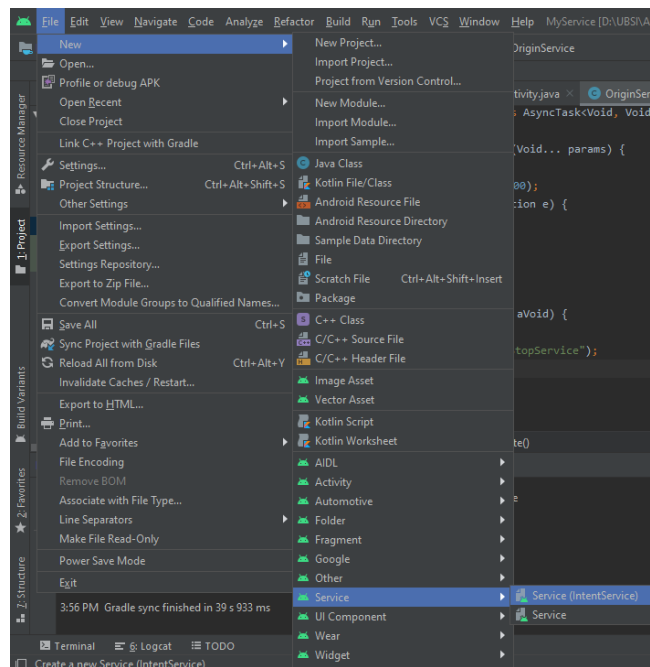 File Edit View Navigate Code Analyze Refactor Build Run Tools VCS Window Help MyService [D:\UBSI\A
New
Open...
Profile or debug APK
Open Recent
Close Project
Link C++ Project with Gradle
Settings... Ctrl+Alt+S
Project Structure... Ctrl+Alt+Shift+S
Other Settings
Import Settings...
Export Settings...
Settings Repository...
Export to Zip File...
Convert Module Groups to Qualified Names...
Save All Ctrl+S
Sync Project with Gradle Files
Reload All from Disk Ctrl+Alt+Y
Invalidate Caches / Restart...
Export to HTML...
Print...
Add to Favorites
File Encoding
Remove BOM
Associate with File Type...
Line Separators
Make File Read-Only
Power Save Mode
Exit
New Project...
Import Project...
Project from Version Control...
New Module...
Import Module...
Import Sample...
Java Class
Kotlin File/Class
Android Resource File
Android Resource Directory
Sample Data Directory
File
Scratch File Ctrl+Alt+Shift+Insert
Package
C++ Class
C/C++ Source File
C/C++ Header File
Image Asset
Vector Asset
Kotlin Script
Kotlin Worksheet
AIDL
Activity
Automotive
Folder
Fragment
Google
Other
Service
UI Component
Wear
Widget
Service (IntentService)
Service
OriginService
tivity.java OriginSer
AsyncTask<Void, Void
(Void... params) {
00);
tion e) {
aVoid) {
topService");
te()
e
Resource Manager
1: Project
Build Variants
2: Favorites
7: Structure
3:56 PM Gradle sync finished in 39 s 933 ms
Terminal 6: Logcat TODO
Create a new Service (IntentService)